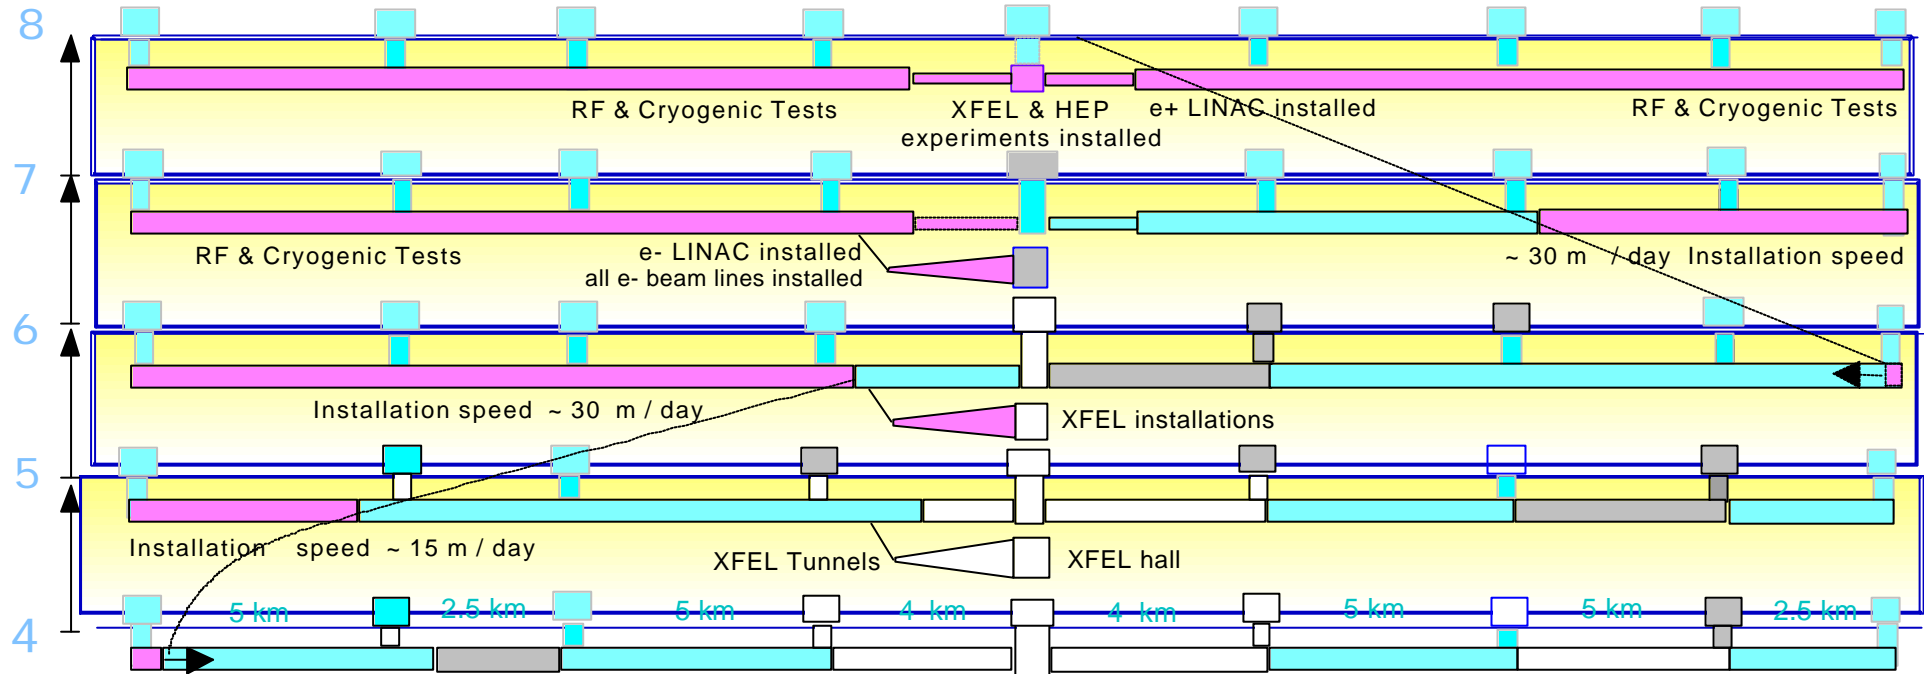 8
RF & Cryogenic Tests
XFEL & HEP
experiments installed
e+ LINAC installed
RF & Cryogenic Tests
7
RF & Cryogenic Tests
e- LINAC installed
all e- beam lines installed
~ 30 m / day Installation speed
6
Installation speed ~ 30 m / day
XFEL installations
5
Installation speed ~ 15 m / day
XFEL Tunnels
XFEL hall
5 km 2.5 km 5 km 4 km 4 km 5 km 5 km 2.5 km
4